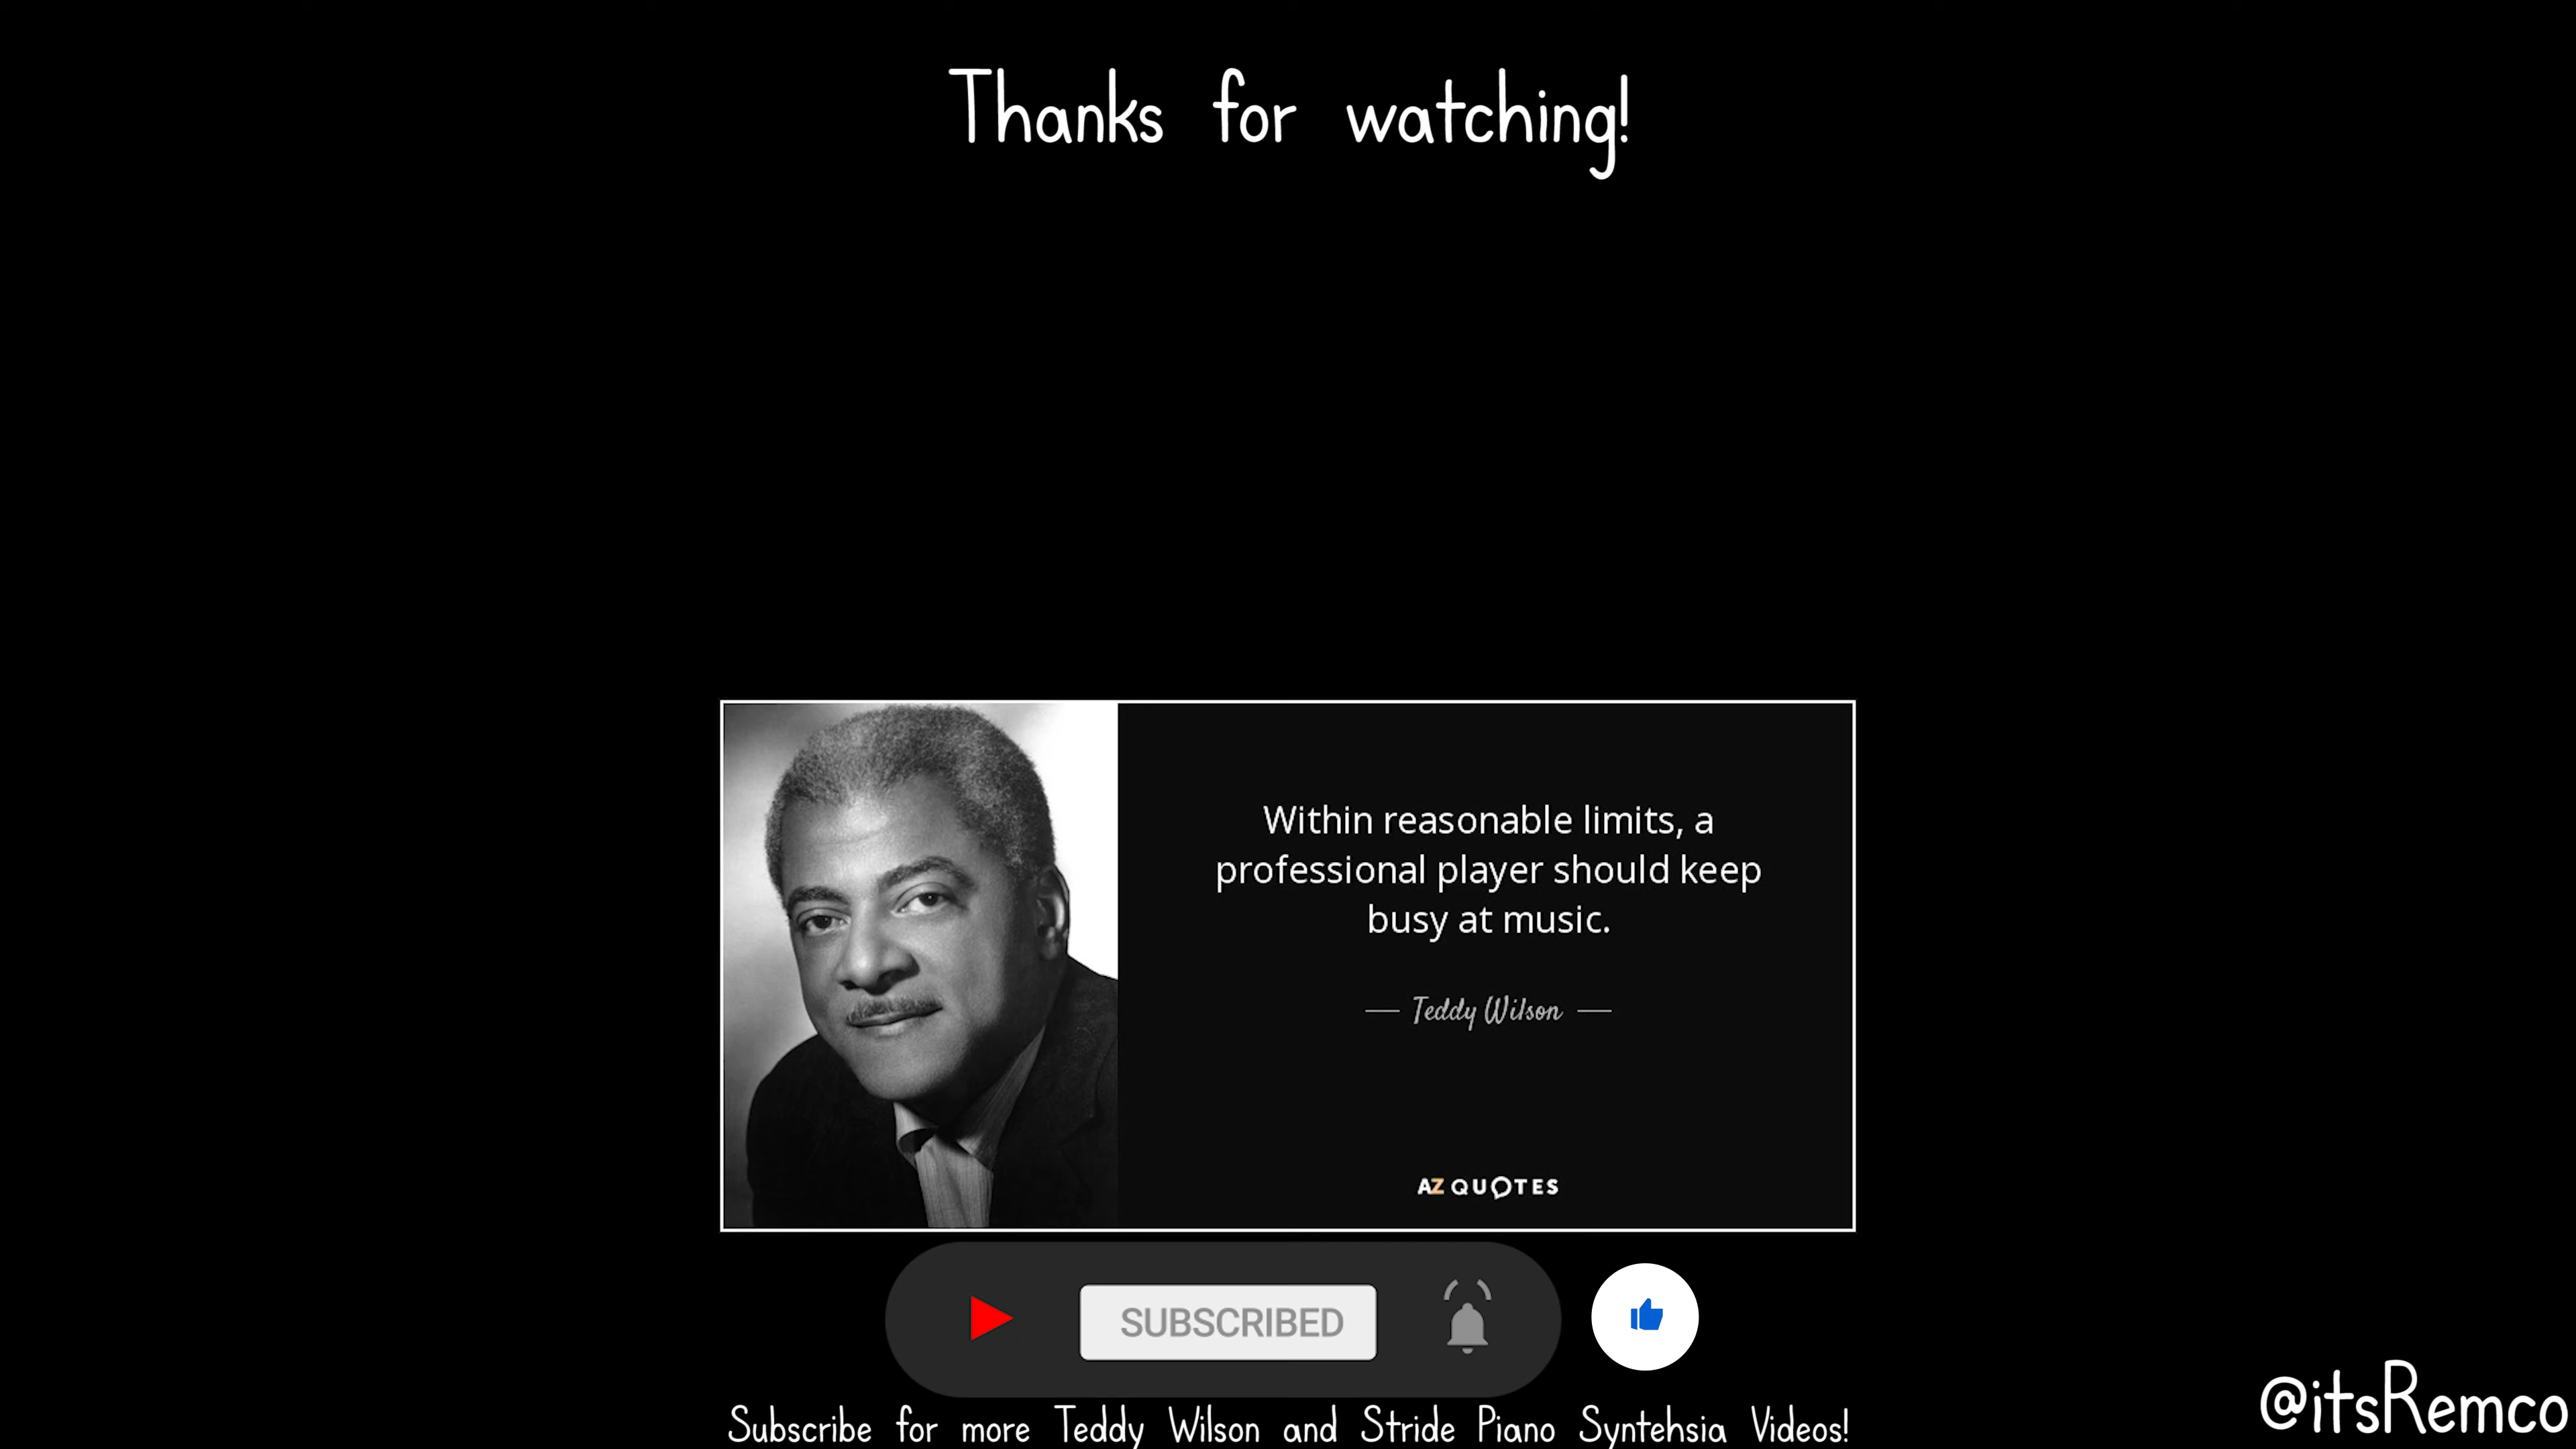 Thanks for watching!
Within reasonable limits, a
professional player should keep
busy at music.
— Teddy Wilson —
AZ QUOTES
SUBSCRIBED
Subscribe for more Teddy Wilson and Stride Piano Syntehsia Videos!
@itsRemco